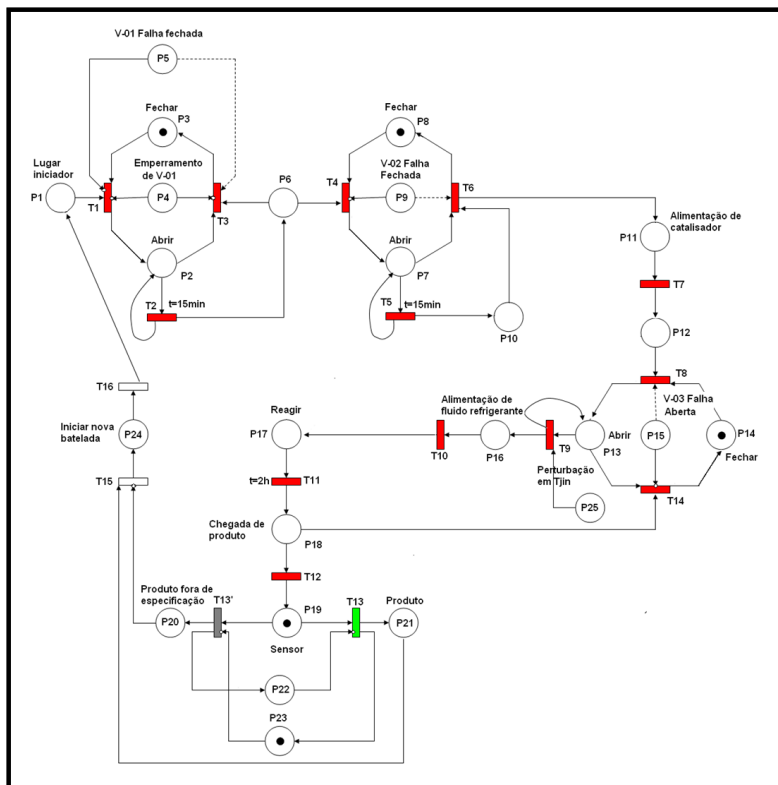 V-01 Falha fechada
P5
Fechar
P3
Lugar
iniciador
P1
T1
Emperramento
de V-01
P4
T3
Abrir
P2
T2
t=15min
P6
Fechar
P8
T4
V-02 Falha
Fechada
P9
T6
Abrir
P7
T5
t=15min
P10
P11
Alimentação de
catalisador
T7
P12
T8
V-03 Falha
Aberta
Abrir
P13
P15
P14
Fechar
T14
T16
Iniciar nova
batelada
P24
T15
Reagir
P17
Alimentação de
fluido refrigerante
T10
P16
T9
Perturbação
em Tjin
P25
t=2h
T11
Chegada de
produto
P18
T12
Produto fora de
especificação
P20
T13'
P19
Sensor
T13
Produto
P21
P22
P23